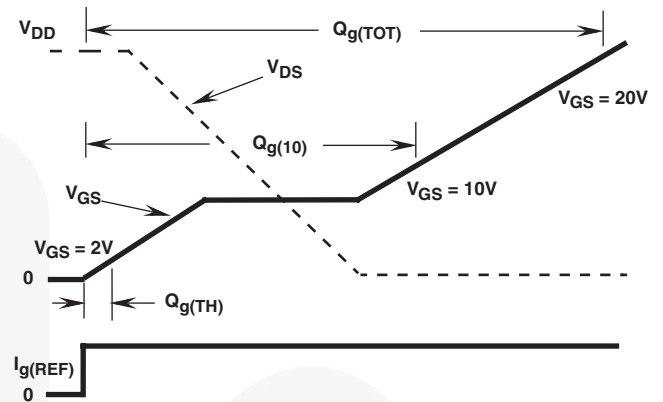 V_DD
Q_g(TOT)
V_DS
V_GS = 20V
Q_g(10)
V_GS
V_GS = 10V
V_GS = 2V
0
Q_g(TH)
I_g(REF)
0